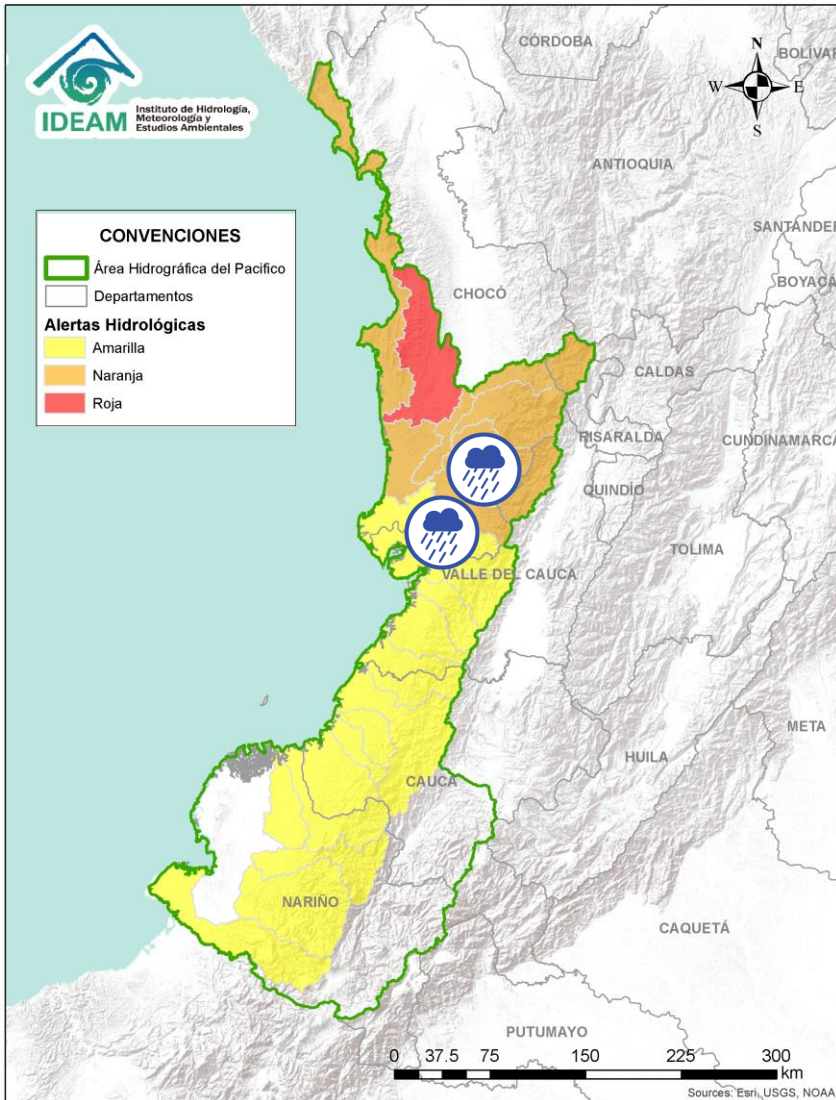 IDEAM
Instituto de Hidrología,
Meteorología y
Estudios Ambientales
CONVENCIONES
Área Hidrográfica del Pacifico
Departamentos
Alertas Hidrológicas
Amarilla
Naranja
Roja
N
W
E
S
CÓRDOBA
BOLÍVAR
ANTIOQUIA
SANTANDER
BOYACÁ
CHOCÓ
CALDAS
RISARALDA
CUNDINAMARCA
QUINDÍO
TOLIMA
VALLE DEL CAUCA
META
HUILA
CAUCA
NARIÑO
CAQUETÁ
PUTUMAYO
0 37.5 75 150 225 300
km
Sources: Esri, USGS, NOAA